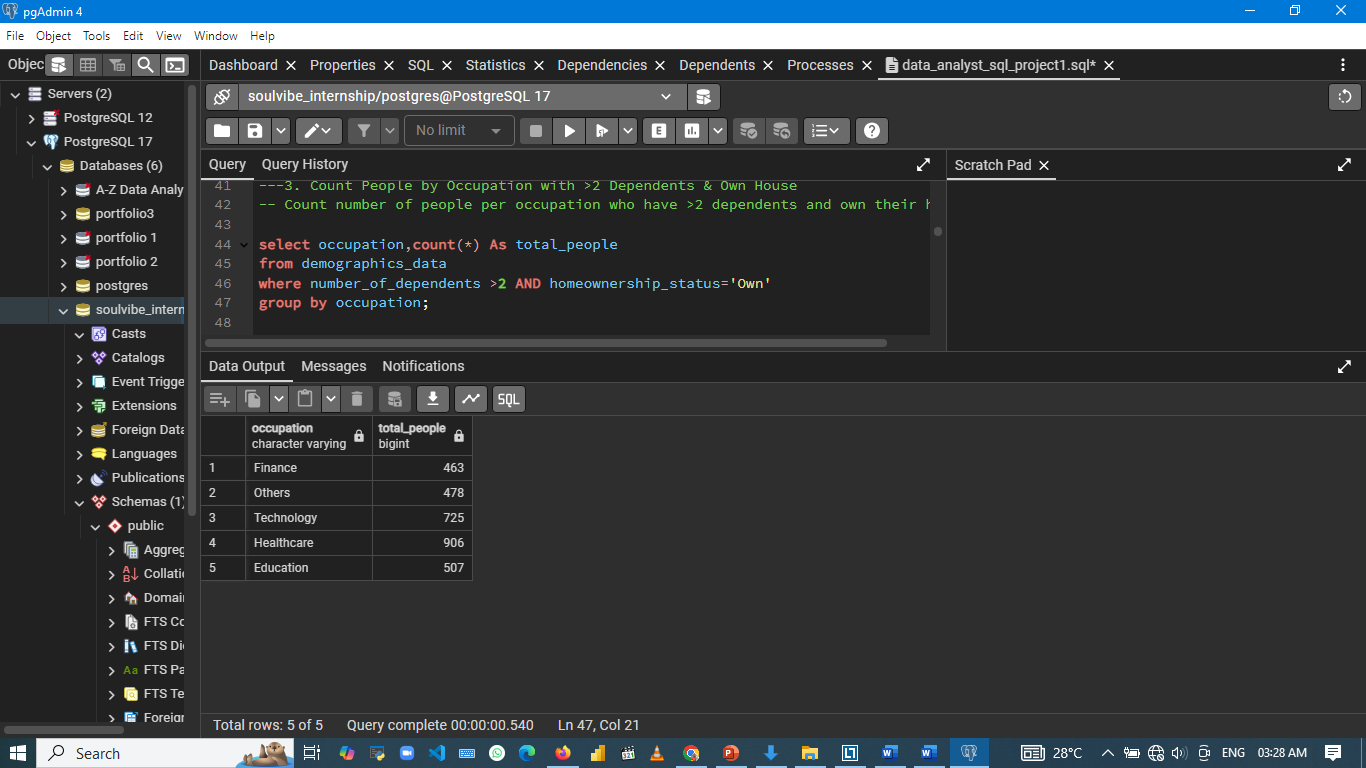 pgAdmin 4
File Object Tools Edit View Window Help
Objec
Dashboard Properties SQL Statistics Dependencies Dependents Processes data_analyst_sql_project1.sql*
Servers (2)
PostgreSQL 12
PostgreSQL 17
Databases (6)
A-Z Data Analy
portfolio3
portfolio 1
portfolio 2
postgres
soulvibe_intern
Casts
Catalogs
Event Trigge
Extensions
Foreign Data
Languages
Publications
Schemas (1)
public
Aggreg
Collatio
Domain
FTS Co
FTS Dic
FTS Pa
FTS Te
Foreign
soulvibe_internship/postgres@PostgreSQL 17
No limit
E
Query Query History
Scratch Pad
41 ---3. Count People by Occupation with >2 Dependents & Own House
42 -- Count number of people per occupation who have >2 dependents and own their h
43
44 select occupation,count(*) As total_people
45 from demographics_data
46 where number_of_dependents >2 AND homeownership_status='Own'
47 group by occupation;
48
Data Output Messages Notifications
SQL
occupation total_people
character varying bigint
1 Finance 463
2 Others 478
3 Technology 725
4 Healthcare 906
5 Education 507
Total rows: 5 of 5 Query complete 00:00:00.540 Ln 47, Col 21
Search
28°C
ENG
03:28 AM